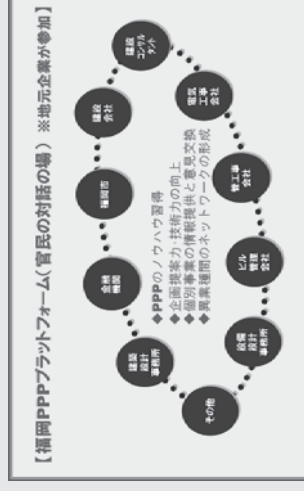 【福岡PPPプラットフォーム(官民の対話の場) ※地元企業が参加】
福岡市
建設
会社
建設
コンサル
タント
電気
工事
会社
管工事
会社
ビル
管理
会社
設備
設計
事務所
その他
建築
設計
事務所
金融
機関
◆PPPのノウハウ習得
◆企画提案力・技術力の向上
◆個別事業の情報提供と意見交換
◆異業種間のネットワークの形成